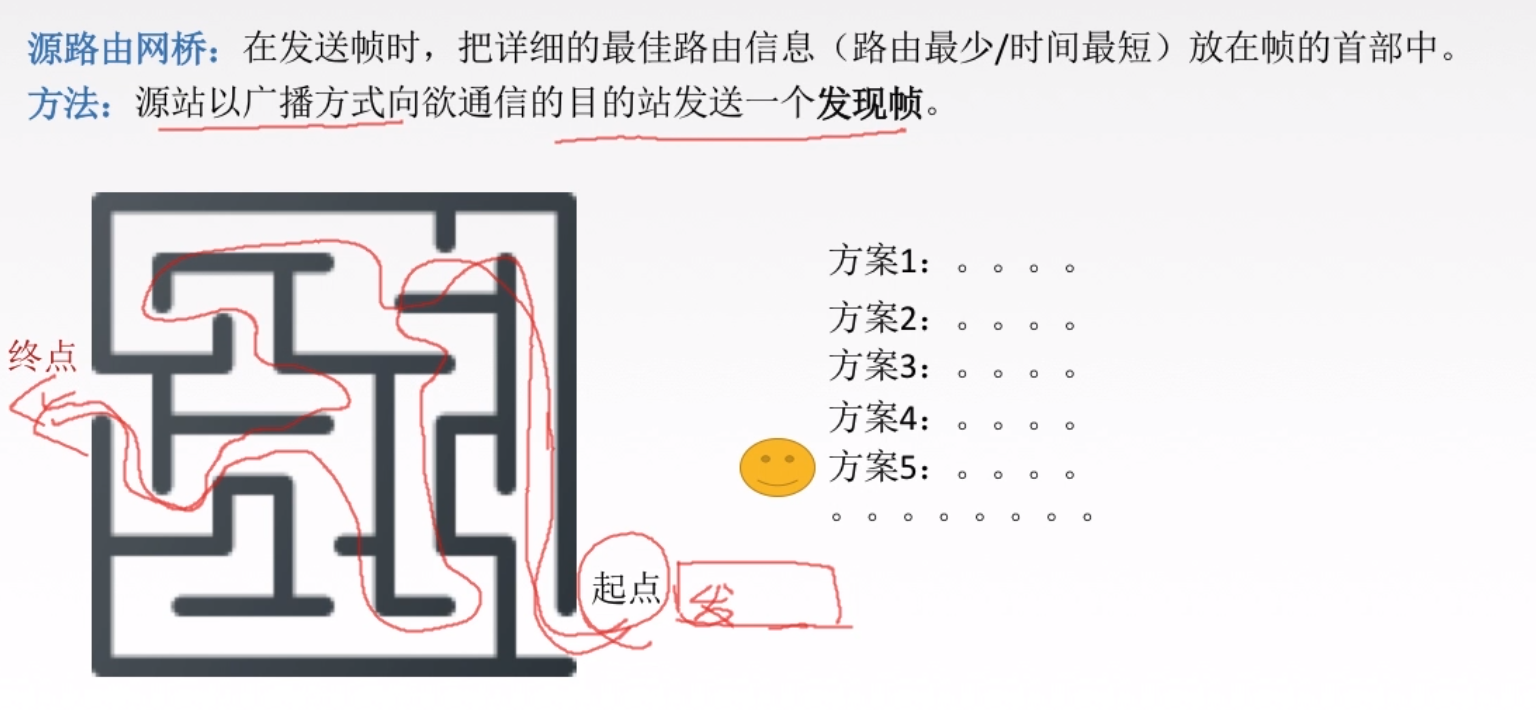 源路由网桥：在发送帧时，把详细的最佳路由信息（路由最少/时间最短）放在帧的首部中。
方法：源站以广播方式向欲通信的目的站发送一个发现帧。
方案1：。。。。
方案2：。。。。
终点
方案3：。。。。
方案4：。。。。
方案5：。。。。
。。。。。。。。
起点
发